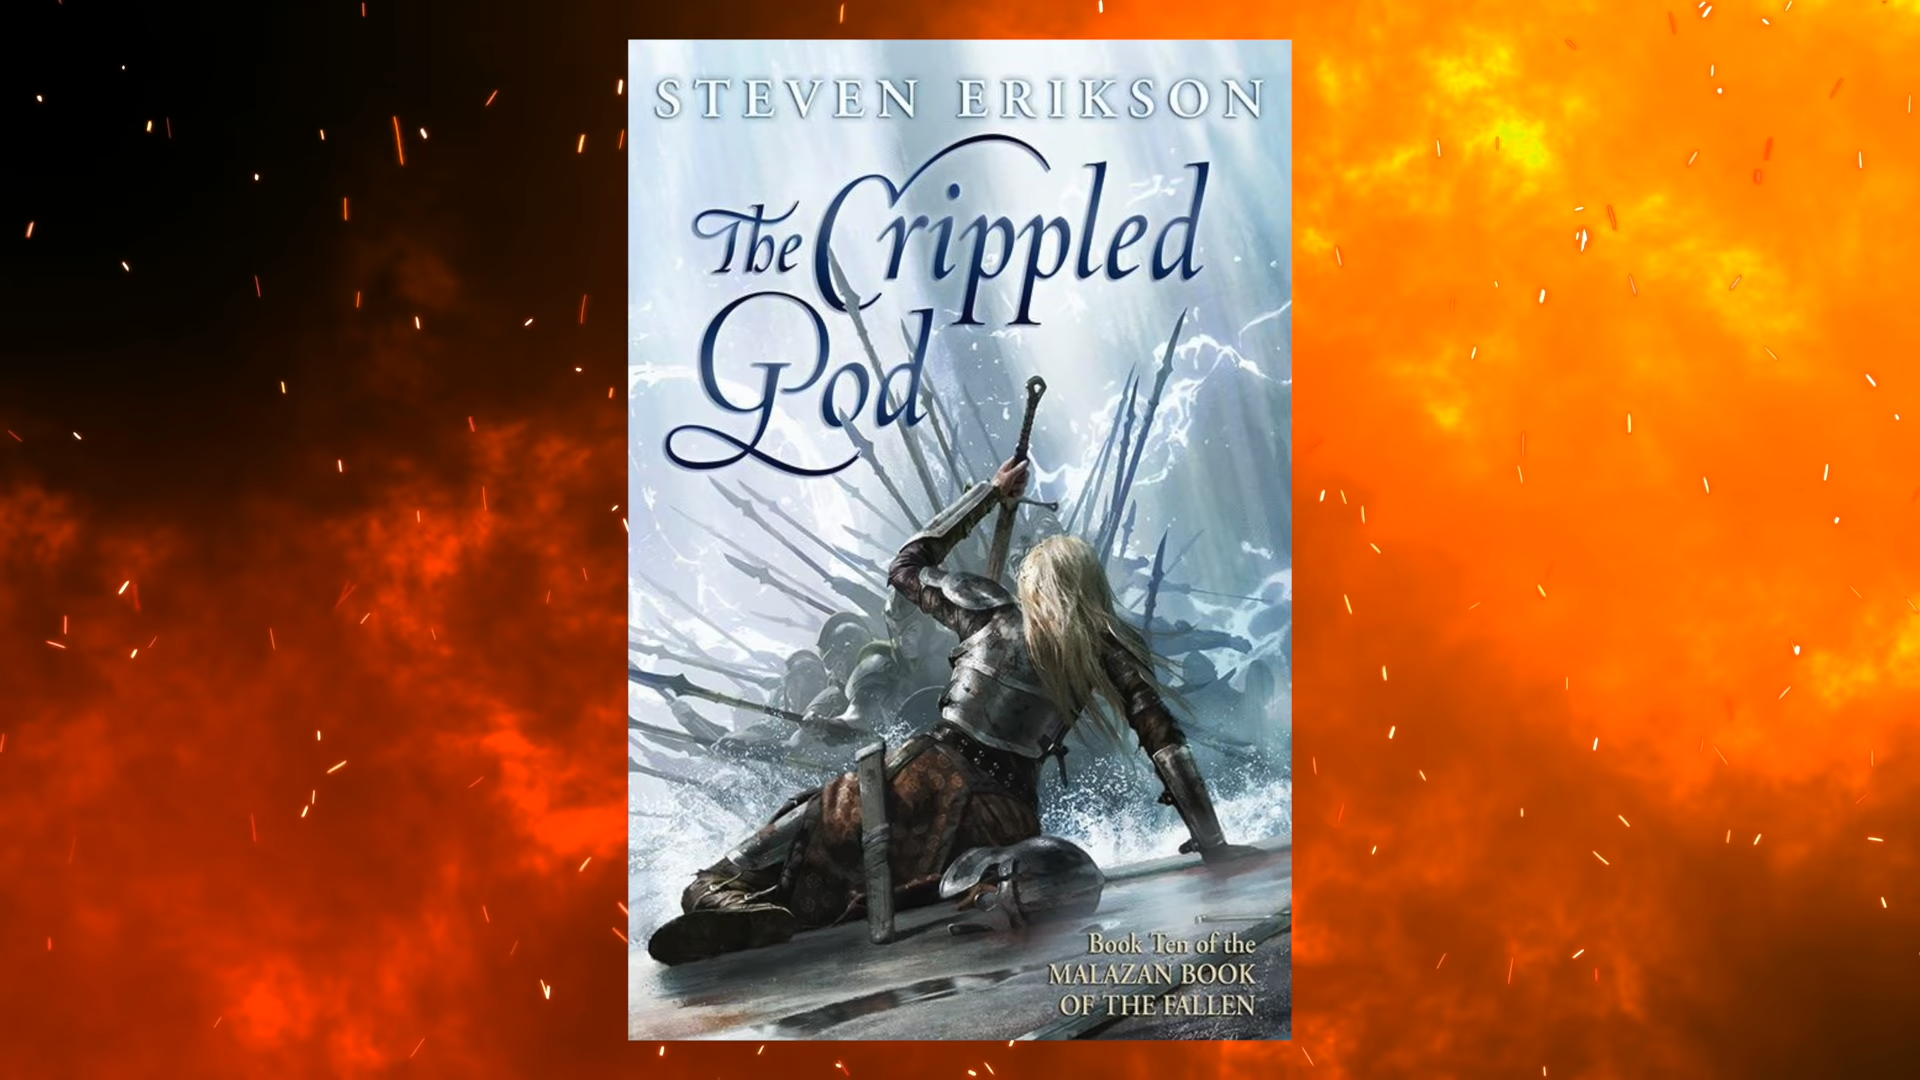 STEVEN ERIKSON
The Crippled
God
Book Ten of the
MALAZAN BOOK
OF THE FALLEN